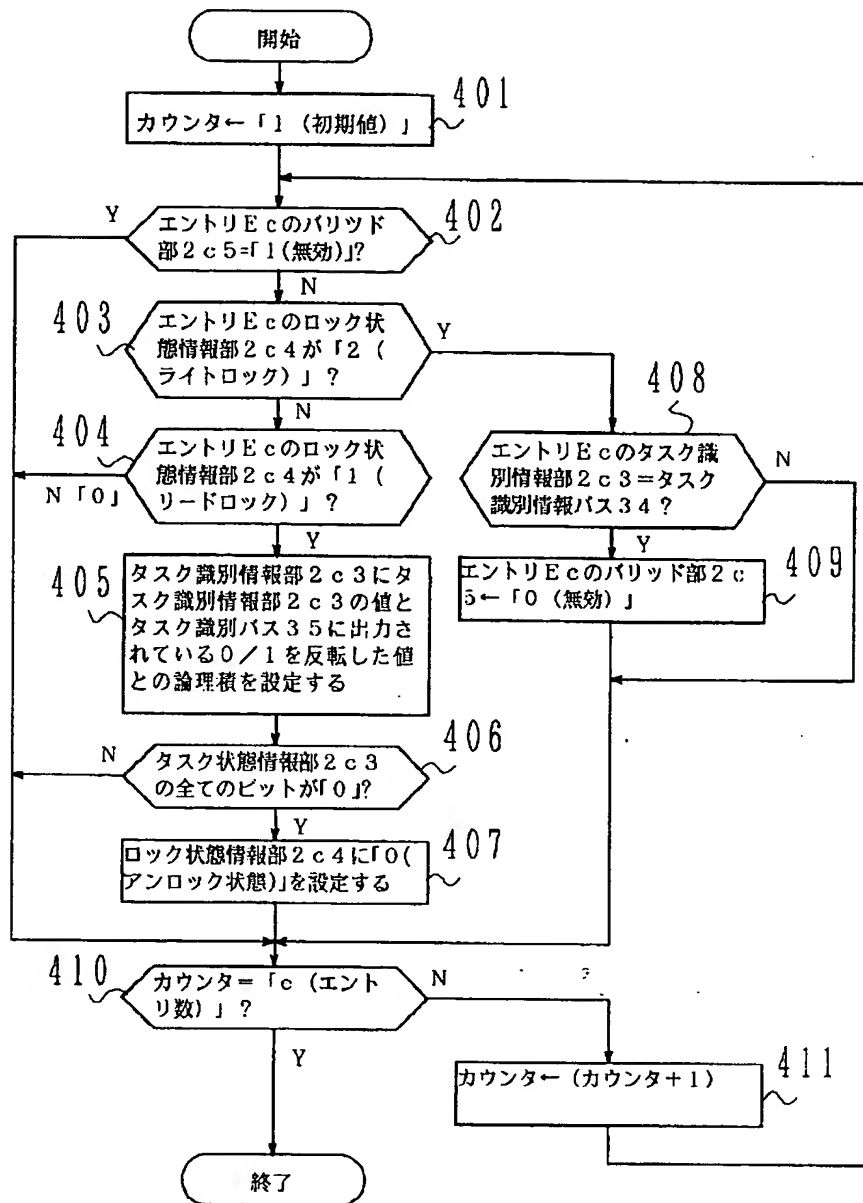 開始
401
カウンタ←「1(初期値)」
Y
エントリEcのバリッド
部2c5=「1(無効)」?
402
N
403
エントリEcのロック状
態情報部2c4が「2(
ライトロック)」?
Y
N
408
404
エントリEcのロック状
態情報部2c4が「1(
リードロック)」?
N「0」
エントリEcのタスク識
別情報部2c3=タスク
識別情報バス34?
N
Y
Y
405
タスク識別情報部2c3にタ
スク識別情報部2c3の値と
タスク識別バス35に出力さ
れている0/1を反転した値
との論理積を設定する
エントリEcのバリッド部2c
5←「0(無効)」
409
N
タスク状態情報部2c3
の全てのビットが「0」?
406
Y
ロック状態情報部2c4に「0(
アンロック状態)」を設定する
407
410
カウンタ=「c(エント
リ数)」?
N
Y
カウンタ←(カウンタ+1)
411
終了